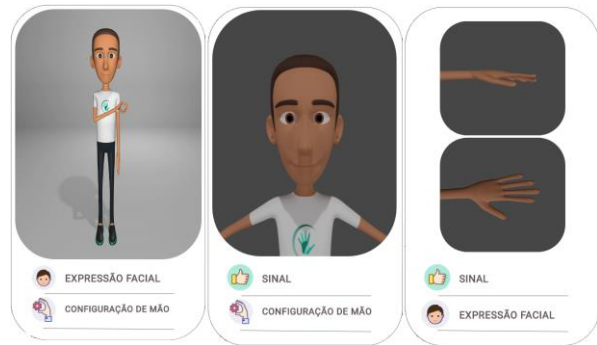 EXPRESSÃO FACIAL
CONFIGURAÇÃO DE MÃO
SINAL
CONFIGURAÇÃO DE MÃO
SINAL
EXPRESSÃO FACIAL